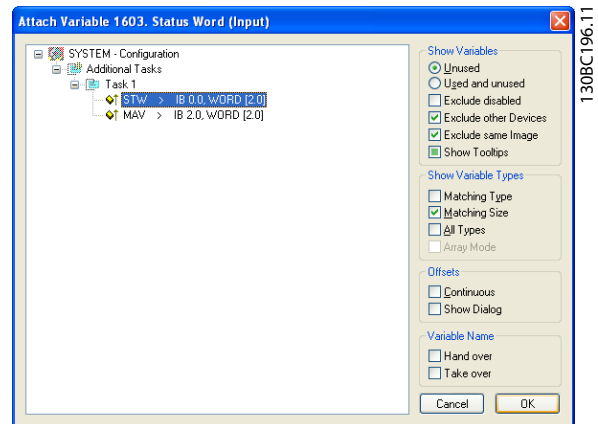 Attach Variable 1603. Status Word (Input)
SYSTEM - Configuration
Additional Tasks
Task 1
STW > IB 0.0, WORD [2.0]
MAV > IB 2.0, WORD [2.0]
Show Variables
Unused
Used and unused
Exclude disabled
Exclude other Devices
Exclude same Image
Show Tooltips
Show Variable Types
Matching Type
Matching Size
All Types
Array Mode
Offsets
Continuous
Show Dialog
Variable Name
Hand over
Take over
Cancel
OK
130BC196.11